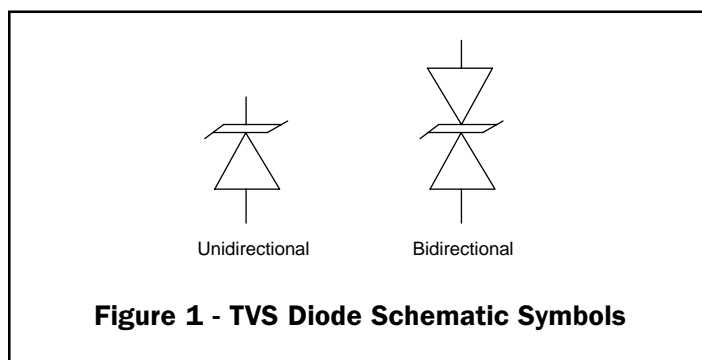 Unidirectional Bidirectional
Figure 1 - TVS Diode Schematic Symbols